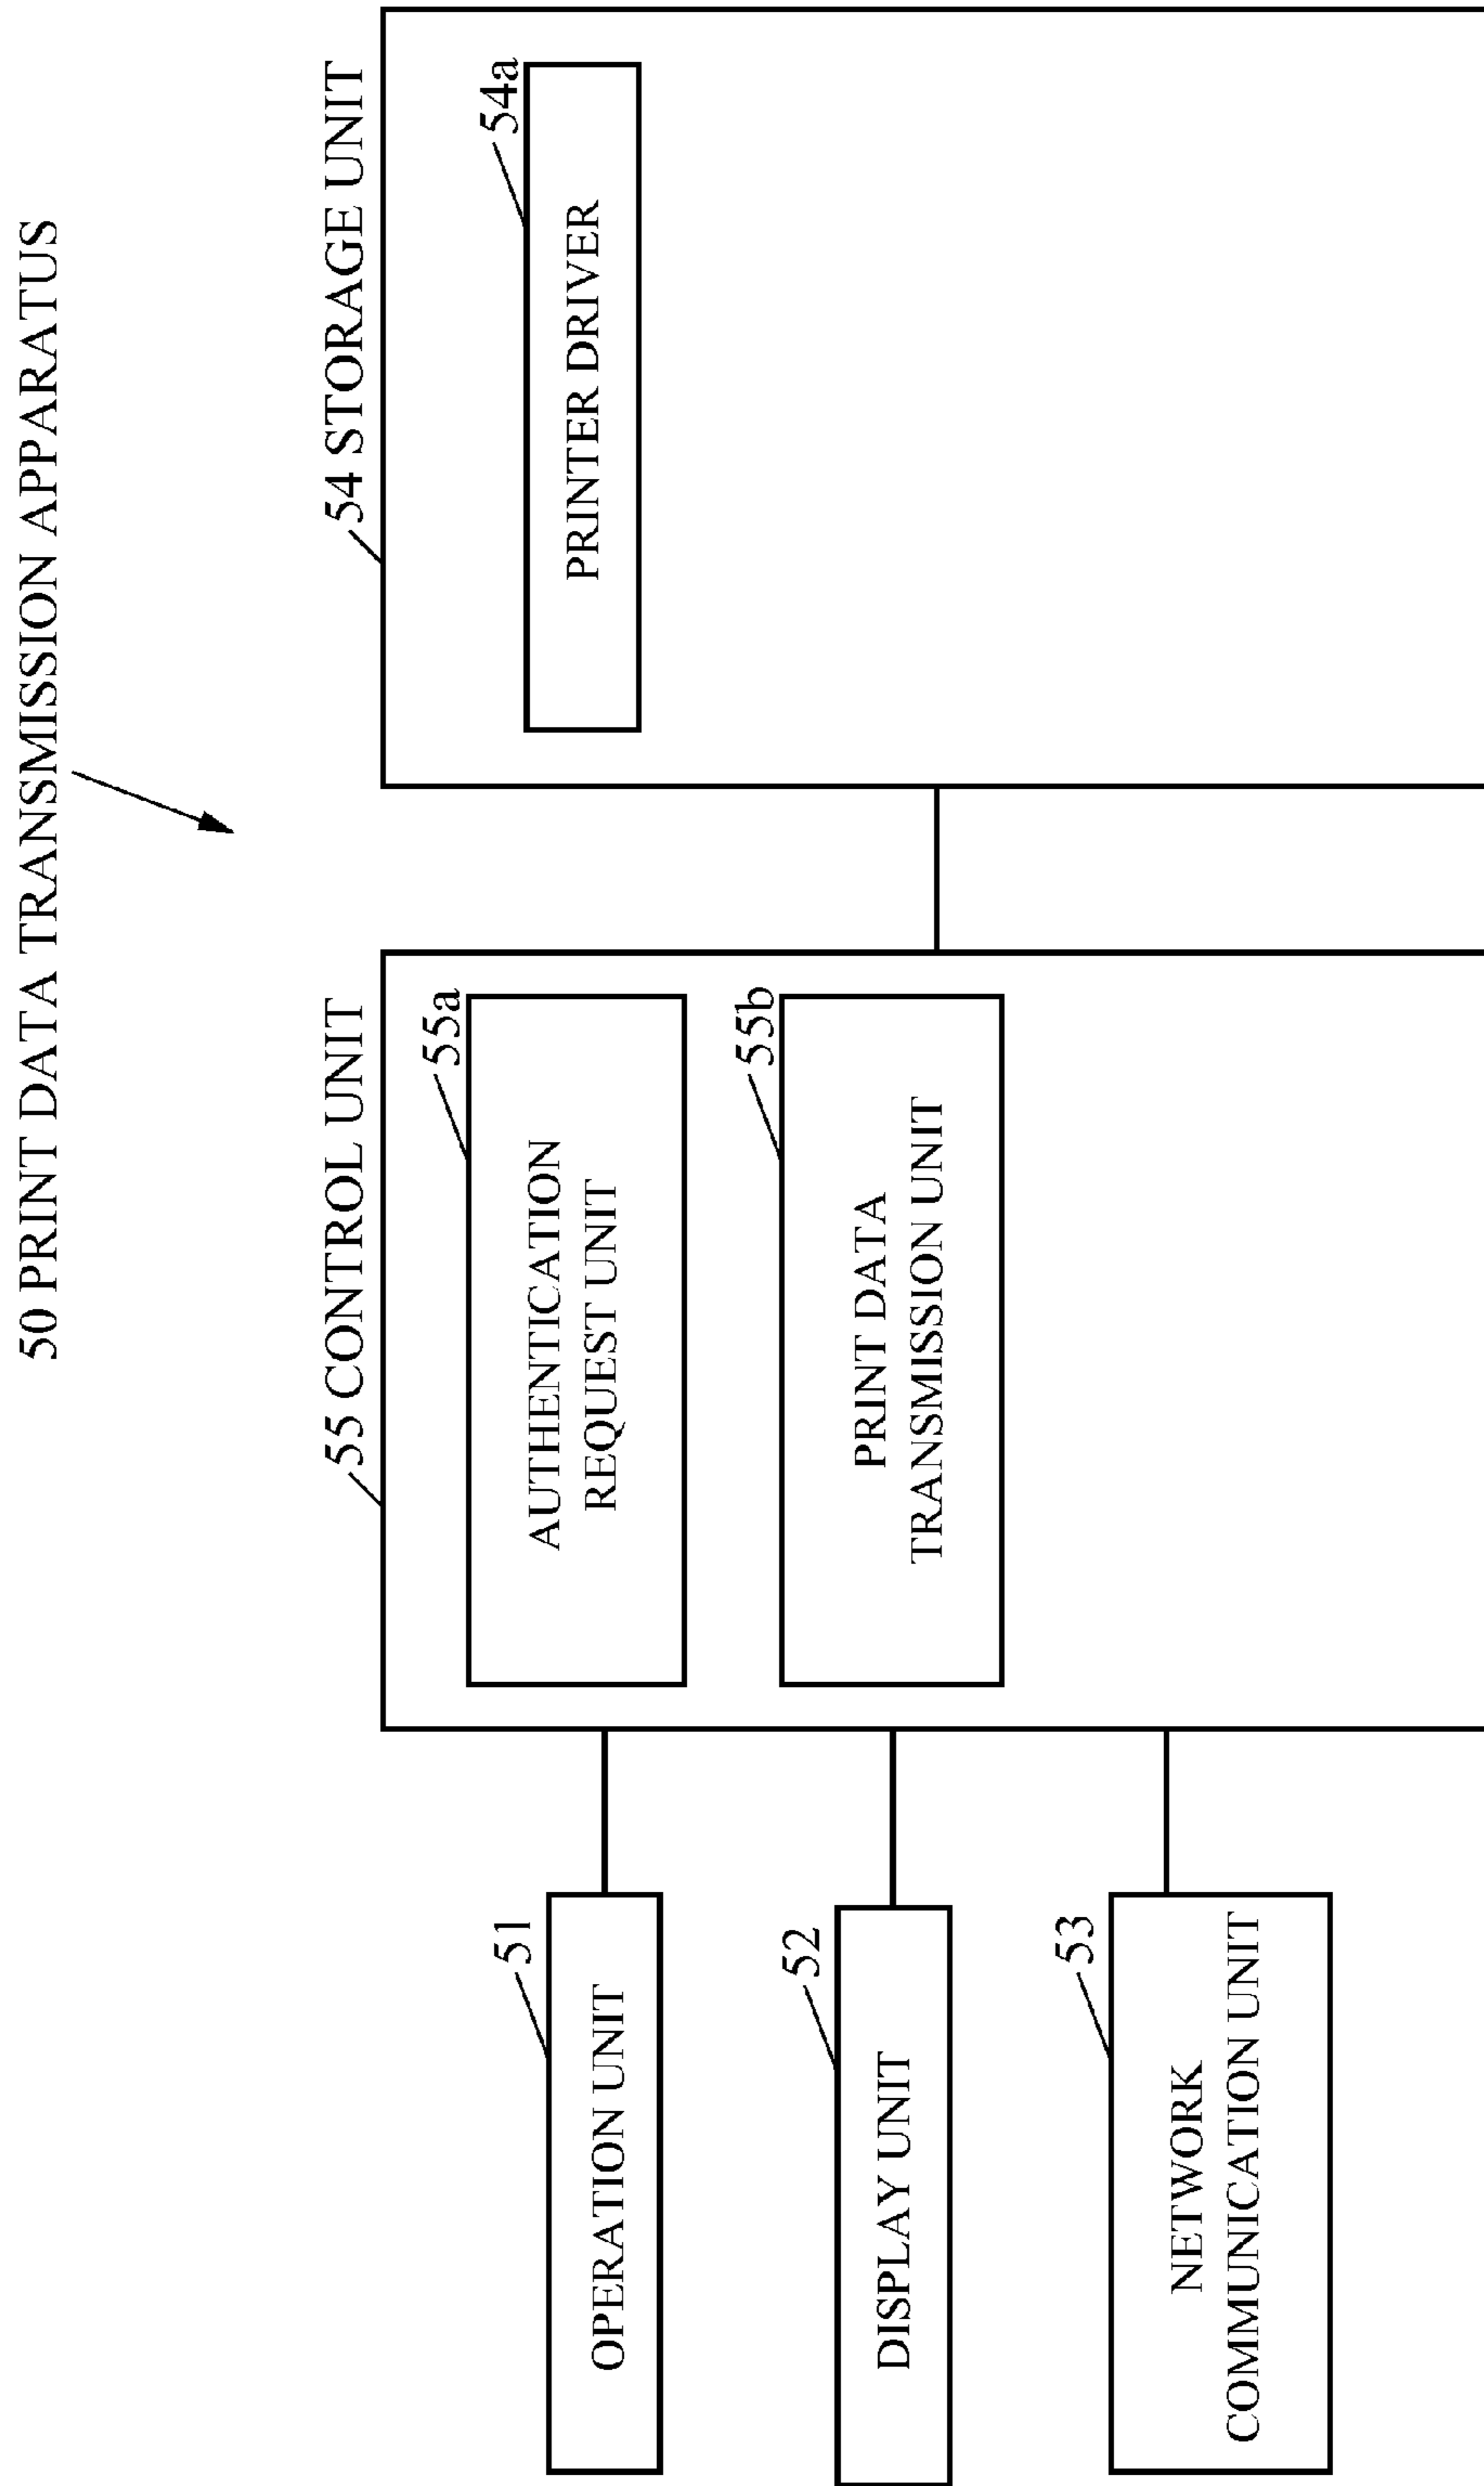 50 PRINT DATA TRANSMISSION APPARATUS
51
OPERATION UNIT
52
DISPLAY UNIT
53
NETWORK
COMMUNICATION UNIT
55 CONTROL UNIT
55a
AUTHENTICATION
REQUEST UNIT
55b
PRINT DATA
TRANSMISSION UNIT
54 STORAGE UNIT
54a
PRINTER DRIVER